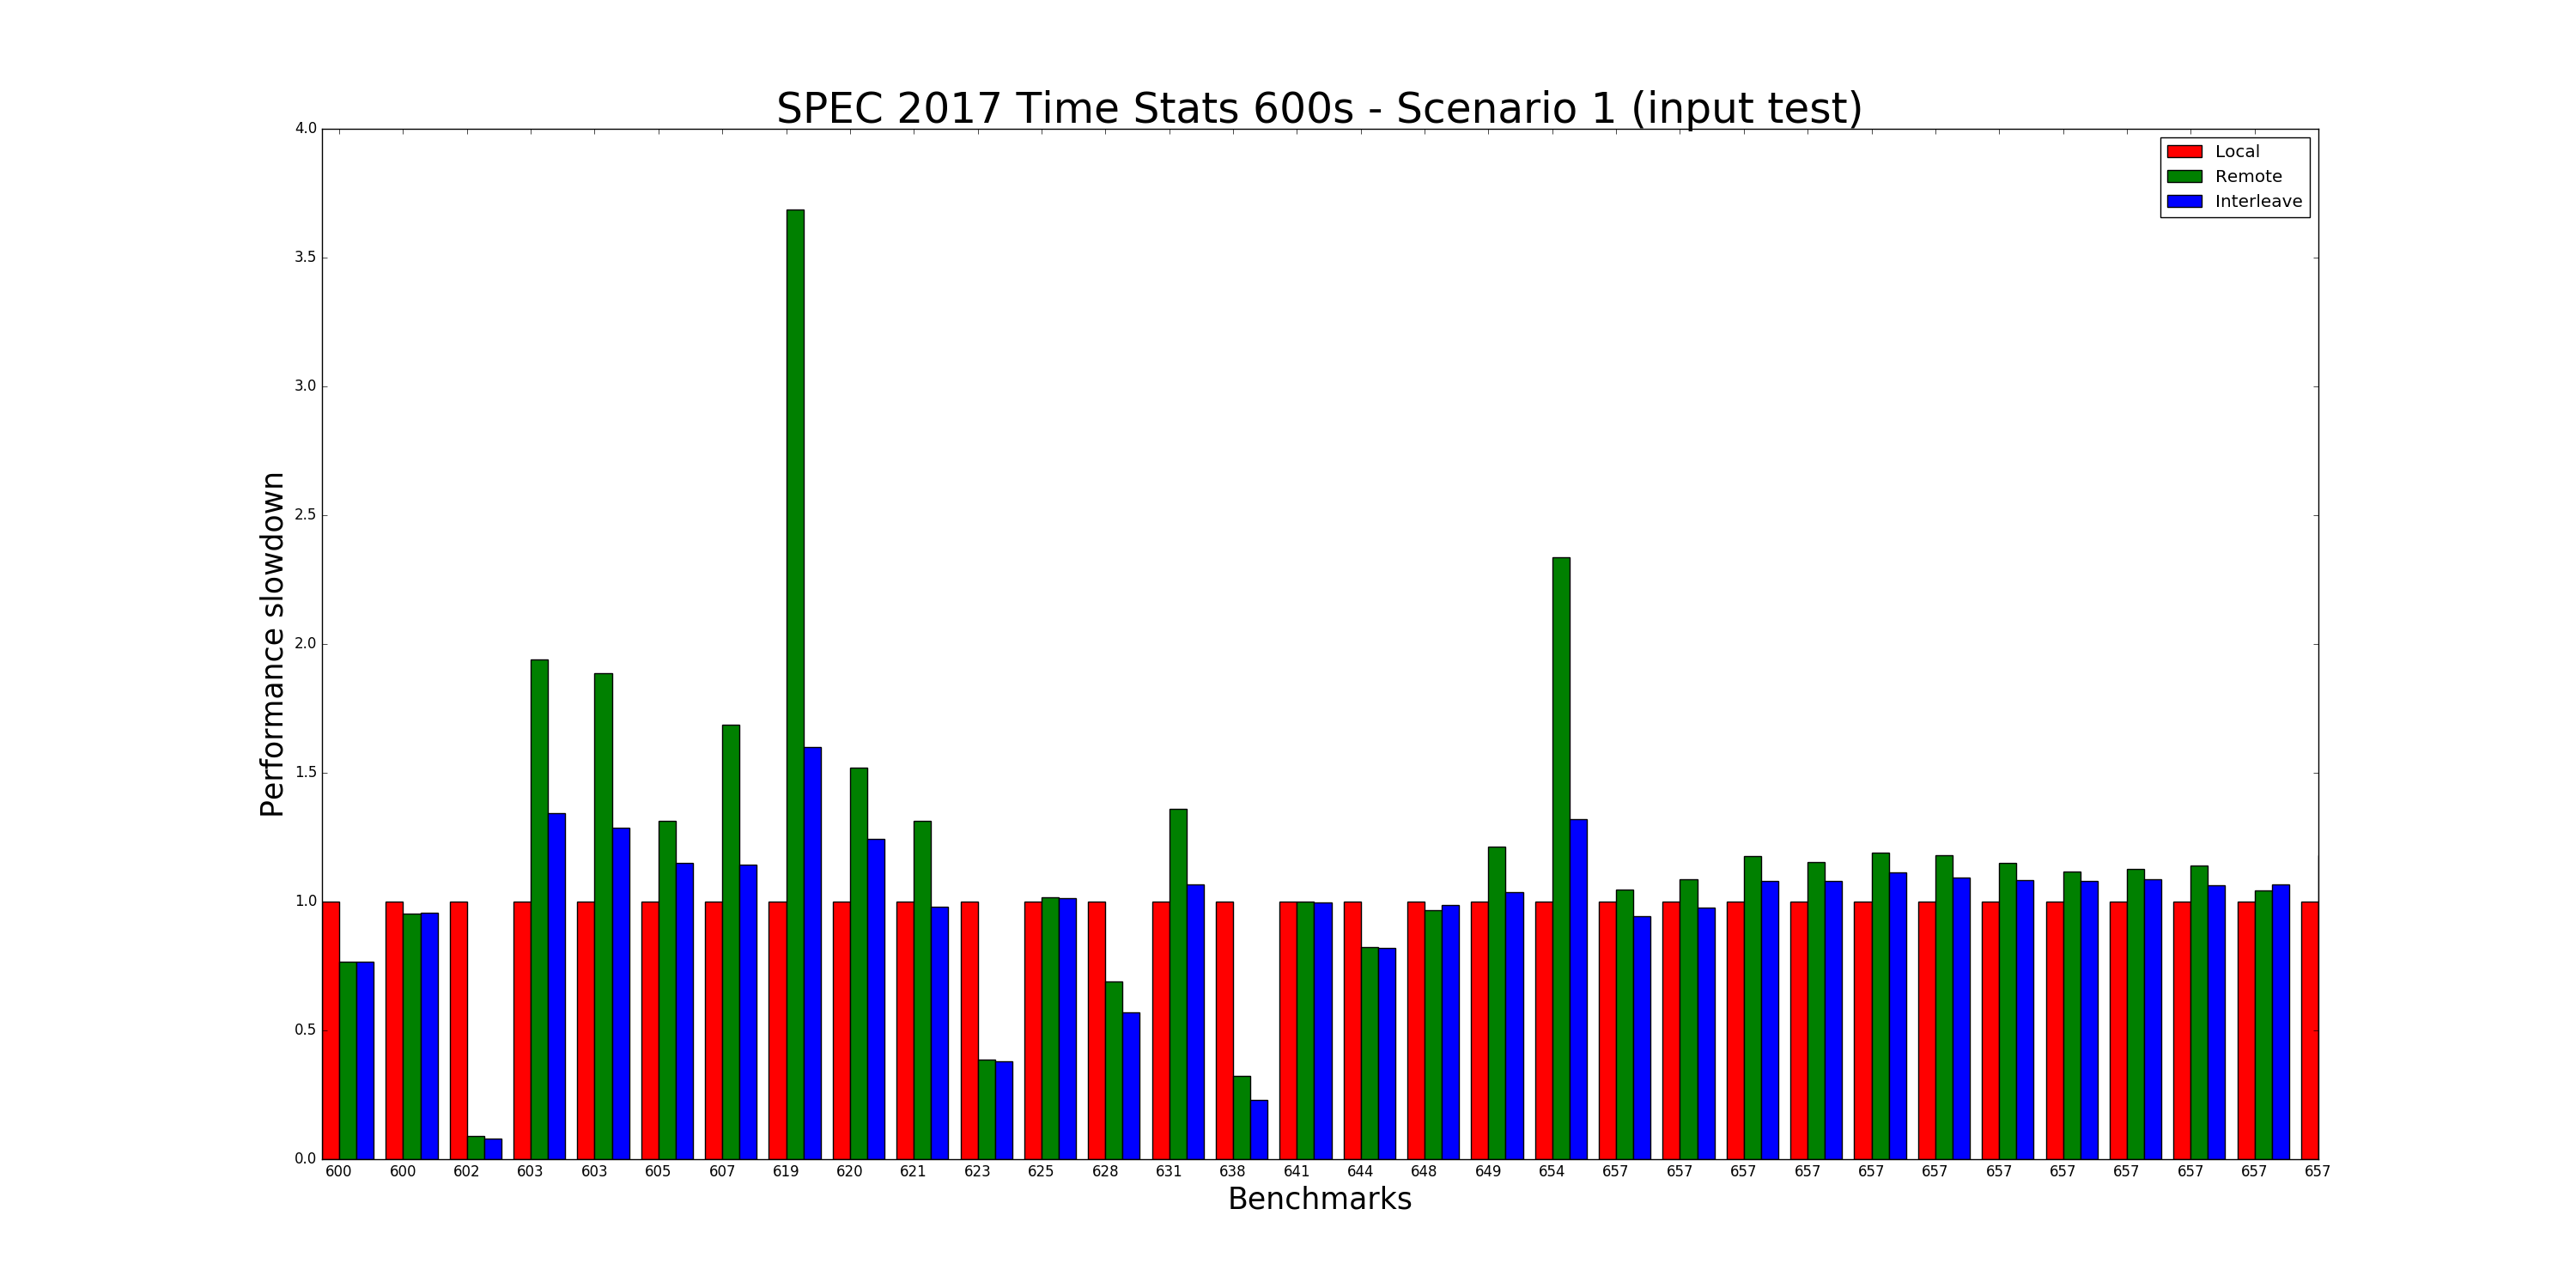 SPEC 2017 Time Stats 600s - Scenario 1 (input test)
4.0
3.5
3.0
2.5
2.0
1.5
1.0
0.5
0.0
Performance slowdown
Local
Remote
Interleave
600 600 602 603 603 605 607 619 620 621 623 625 628 631 638 641 644 648 649 654 657 657 657 657 657 657 657 657 657 657 657 657
Benchmarks